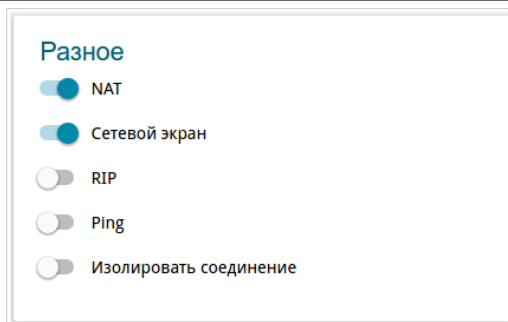 Разное
NAT
Сетевой экран
RIP
Ping
Изолировать соединение